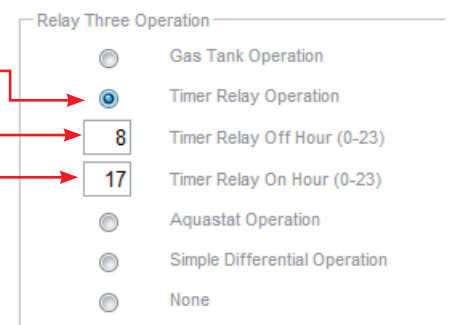 Relay Three Operation
Gas Tank Operation
Timer Relay Operation
8 Timer Relay Off Hour (0-23)
17 Timer Relay On Hour (0-23)
Aquastat Operation
Simple Differential Operation
None